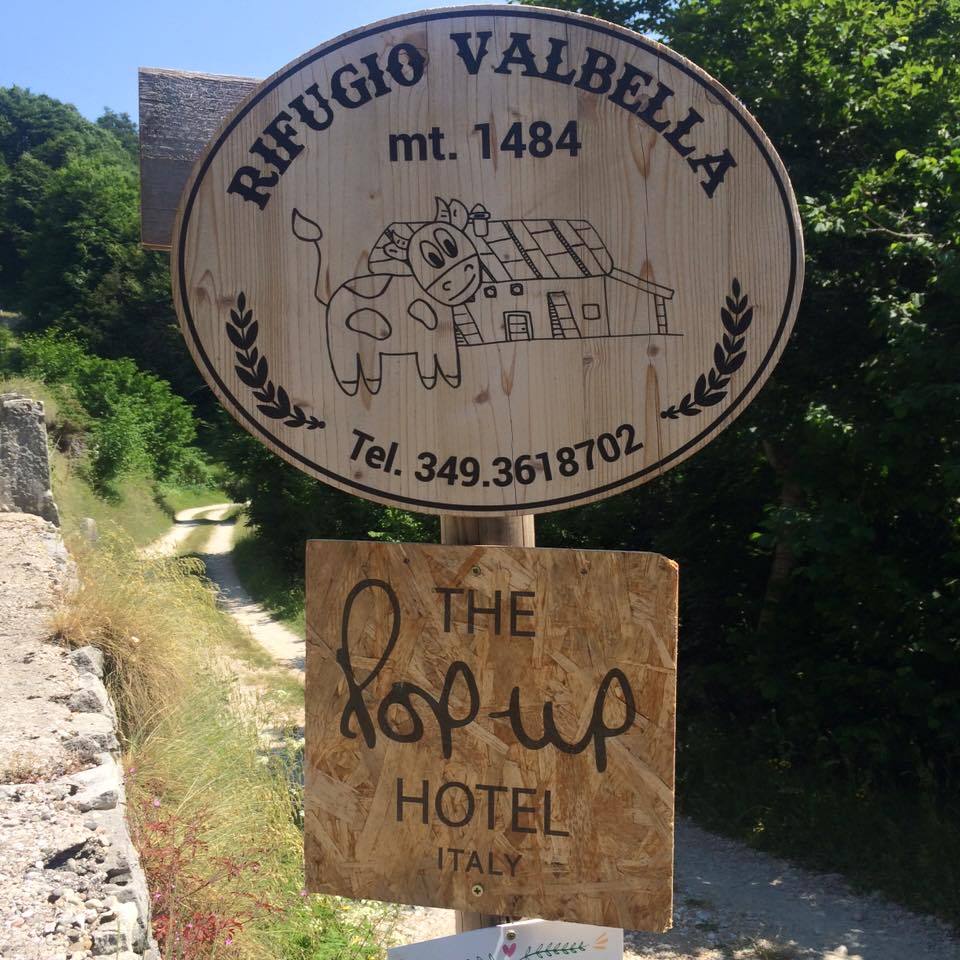 RIFUGIO VALBELLA
mt. 1484
Tel. 349.3618702
THE
Pop-up
HOTEL
ITALY